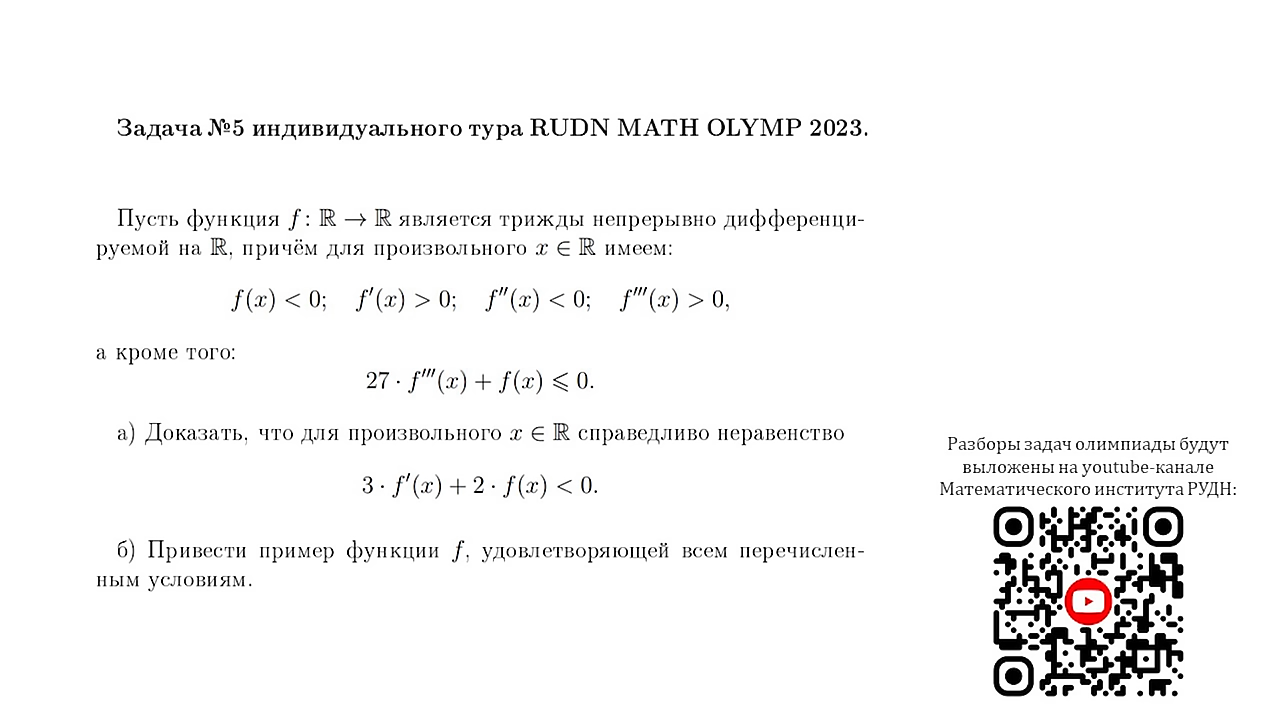 Задача №5 индивидуального тура RUDN MATH OLYMP 2023.
Пусть функция f: ℝ → ℝ является трижды непрерывно дифференци-
руемой на ℝ, причём для произвольного x ∈ ℝ имеем:
f(x) < 0; f′(x) > 0; f″(x) < 0; f‴(x) > 0,
а кроме того:
27 · f‴(x) + f(x) ⩽ 0.
а) Доказать, что для произвольного x ∈ ℝ справедливо неравенство
3 · f′(x) + 2 · f(x) < 0.
б) Привести пример функции f, удовлетворяющей всем перечислен-
ным условиям.
Разборы задач олимпиады будут
выложены на youtube-канале
Математического института РУДН: